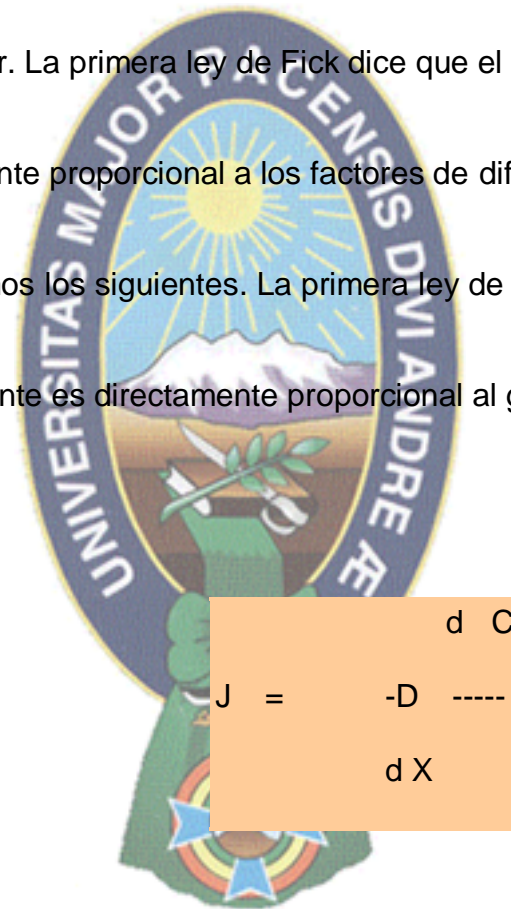 r. La primera ley de Fick dice que el
nte proporcional a los factores de dif
os los siguientes. La primera ley de
nte es directamente proporcional al g
UNIVERSITAS MAJOR PACENSIS DIVI ANDRE Æ
d C
J = -D -----
d X